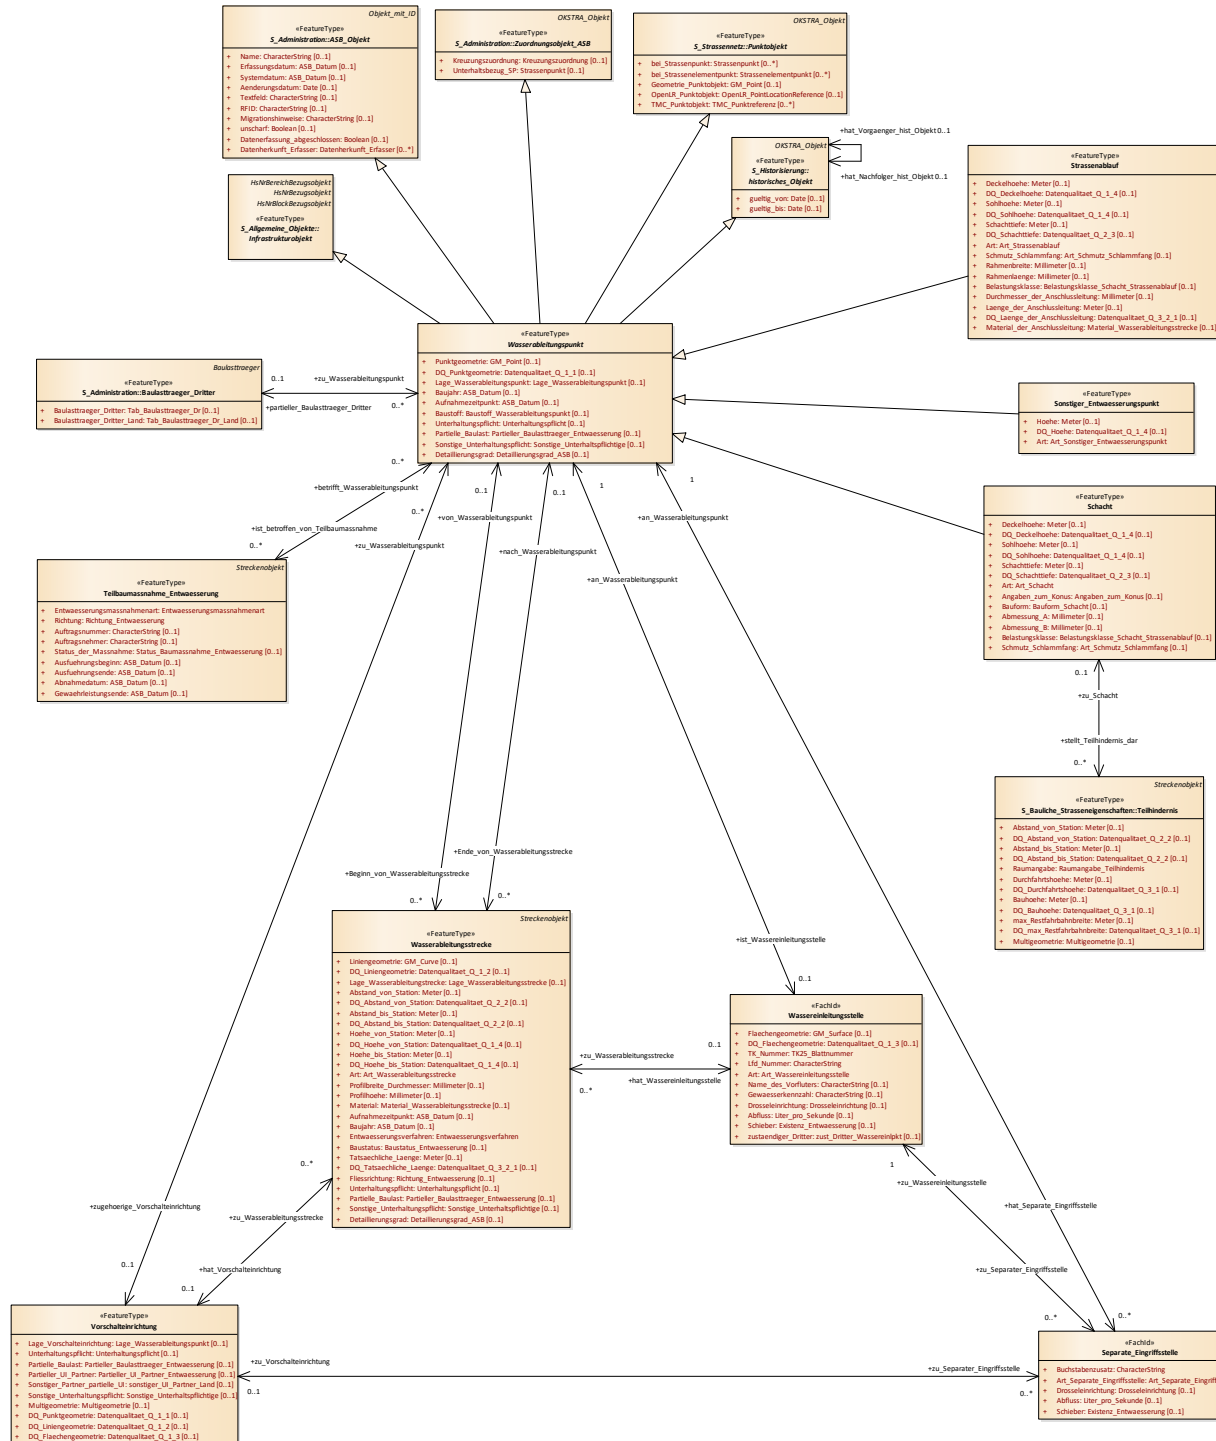 Objekt_mit_ID
«FeatureType»
S_Administration::ASB_Objekt
+ Name: CharacterString [0..1]
+ Erfassungsdatum: ASB_Datum [0..1]
+ Systemdatum: ASB_Datum [0..1]
+ Aenderungsdatum: Date [0..1]
+ Textfeld: CharacterString [0..1]
+ RFID: CharacterString [0..1]
+ Migrationshinweise: CharacterString [0..1]
+ unscharf: Boolean [0..1]
+ Datenerfassung_abgeschlossen: Boolean [0..1]
+ Datenherkunft_Erfasser: Datenherkunft_Erfasser [0..*]
OKSTRA_Objekt
«FeatureType»
S_Administration::Zuordnungsobjekt_ASB
+ Kreuzungszuordnung: Kreuzungszuordnung [0..1]
+ Unterhaltsbezug_SP: Strassenpunkt [0..1]
OKSTRA_Objekt
«FeatureType»
S_Strassennetz::Punktobjekt
+ bei_Strassenpunkt: Strassenpunkt [0..*]
+ bei_Strassenelementpunkt: Strassenelementpunkt [0..*]
+ Geometrie_Punktobjekt: GM_Point [0..1]
+ OpenLR_Punktobjekt: OpenLR_PointLocationReference [0..1]
+ TMC_Punktobjekt: TMC_Punktreferenz [0..*]
OKSTRA_Objekt
«FeatureType»
S_Historisierung::
historisches_Objekt
+ gueltig_von: Date [0..1]
+ gueltig_bis: Date [0..1]
+hat_Vorgaenger_hist_Objekt 0..1
+hat_Nachfolger_hist_Objekt 0..1
HsNrBereichBezugsobjekt
HsNrBezugsobjekt
HsNrBlockBezugsobjekt
«FeatureType»
S_Allgemeine_Objekte::
Infrastrukturobjekt
«FeatureType»
Strassenablauf
+ Deckelhoehe: Meter [0..1]
+ DQ_Deckelhoehe: Datenqualitaet_Q_1_4 [0..1]
+ Sohlhoehe: Meter [0..1]
+ DQ_Sohlhoehe: Datenqualitaet_Q_1_4 [0..1]
+ Schachttiefe: Meter [0..1]
+ DQ_Schachttiefe: Datenqualitaet_Q_2_3 [0..1]
+ Art: Art_Strassenablauf
+ Schmutz_Schlammfang: Art_Schmutz_Schlammfang [0..1]
+ Rahmenbreite: Millimeter [0..1]
+ Rahmenlaenge: Millimeter [0..1]
+ Belastungsklasse: Belastungsklasse_Schacht_Strassenablauf [0..1]
+ Durchmesser_der_Anschlussleitung: Millimeter [0..1]
+ Laenge_der_Anschlussleitung: Meter [0..1]
+ DQ_Laenge_der_Anschlussleitung: Datenqualitaet_Q_3_2_1 [0..1]
+ Material_der_Anschlussleitung: Material_Wasserableitungsstrecke [0..1]
«FeatureType»
Wasserableitungspunkt
+ Punktgeometrie: GM_Point [0..1]
+ DQ_Punktgeometrie: Datenqualitaet_Q_1_1 [0..1]
+ Lage_Wasserableitungspunkt: Lage_Wasserableitungspunkt [0..1]
+ Baujahr: ASB_Datum [0..1]
+ Aufnahmezeitpunkt: ASB_Datum [0..1]
+ Baustoff: Baustoff_Wasserableitungspunkt [0..1]
+ Unterhaltungspflicht: Unterhaltungspflicht [0..1]
+ Partielle_Baulast: Partieller_Baulasttraeger_Entwaesserung [0..1]
+ Sonstige_Unterhaltungspflicht: Sonstige_Unterhaltspflichtige [0..1]
+ Detaillierungsgrad: Detaillierungsgrad_ASB [0..1]
Baulasttraeger
«FeatureType»
S_Administration::Baulasttraeger_Dritter
+ Baulasttraeger_Dritter: Tab_Baulasttraeger_Dr [0..1]
+ Baulasttraeger_Dritter_Land: Tab_Baulasttraeger_Dr_Land [0..1]
0..1
+zu_Wasserableitungspunkt
+partieller_Baulasttraeger_Dritter
0..*
«FeatureType»
Sonstiger_Entwaesserungspunkt
+ Hoehe: Meter [0..1]
+ DQ_Hoehe: Datenqualitaet_Q_1_4 [0..1]
+ Art: Art_Sonstiger_Entwaesserungspunkt
0..*
+betrifft_Wasserableitungspunkt
+ist_betroffen_von_Teilbaumassnahme
0..*
0..*
+zu_Wasserableitungspunkt
0..1
+von_Wasserableitungspunkt
0..1
+nach_Wasserableitungspunkt
1
+an_Wasserableitungspunkt
1
+an_Wasserableitungspunkt
«FeatureType»
Schacht
+ Deckelhoehe: Meter [0..1]
+ DQ_Deckelhoehe: Datenqualitaet_Q_1_4 [0..1]
+ Sohlhoehe: Meter [0..1]
+ DQ_Sohlhoehe: Datenqualitaet_Q_1_4 [0..1]
+ Schachttiefe: Meter [0..1]
+ DQ_Schachttiefe: Datenqualitaet_Q_2_3 [0..1]
+ Art: Art_Schacht
+ Angaben_zum_Konus: Angaben_zum_Konus [0..1]
+ Bauform: Bauform_Schacht [0..1]
+ Abmessung_A: Millimeter [0..1]
+ Abmessung_B: Millimeter [0..1]
+ Belastungsklasse: Belastungsklasse_Schacht_Strassenablauf [0..1]
+ Schmutz_Schlammfang: Art_Schmutz_Schlammfang [0..1]
Streckenobjekt
«FeatureType»
Teilbaumassnahme_Entwaesserung
+ Entwaesserungsmassnahmenart: Entwaesserungsmassnahmenart
+ Richtung: Richtung_Entwaesserung
+ Auftragsnummer: CharacterString [0..1]
+ Auftragsnehmer: CharacterString [0..1]
+ Status_der_Massnahme: Status_Baumassnahme_Entwaesserung [0..1]
+ Ausfuehrungsbeginn: ASB_Datum [0..1]
+ Ausfuehrungsende: ASB_Datum [0..1]
+ Abnahmedatum: ASB_Datum [0..1]
+ Gewaehrleistungsende: ASB_Datum [0..1]
0..1
+zu_Schacht
+stellt_Teilhindernis_dar
0..*
Streckenobjekt
«FeatureType»
S_Bauliche_Strasseneigenschaften::Teilhindernis
+ Abstand_von_Station: Meter [0..1]
+ DQ_Abstand_von_Station: Datenqualitaet_Q_2_2 [0..1]
+ Abstand_bis_Station: Meter [0..1]
+ DQ_Abstand_bis_Station: Datenqualitaet_Q_2_2 [0..1]
+ Raumangabe: Raumangabe_Teilhindernis
+ Durchfahrtshoehe: Meter [0..1]
+ DQ_Durchfahrtshoehe: Datenqualitaet_Q_3_1 [0..1]
+ Bauhoehe: Meter [0..1]
+ DQ_Bauhoehe: Datenqualitaet_Q_3_1 [0..1]
+ max_Restfahrbahnbreite: Meter [0..1]
+ DQ_max_Restfahrbahnbreite: Datenqualitaet_Q_3_1 [0..1]
+ Multigeometrie: Multigeometrie [0..1]
+Ende_von_Wasserableitungsstrecke
+Beginn_von_Wasserableitungsstrecke
0..*
0..*
Streckenobjekt
«FeatureType»
Wasserableitungsstrecke
+ Liniengeometrie: GM_Curve [0..1]
+ DQ_Liniengeometrie: Datenqualitaet_Q_1_2 [0..1]
+ Lage_Wasserableitungstrecke: Lage_Wasserableitungsstrecke [0..1]
+ Abstand_von_Station: Meter [0..1]
+ DQ_Abstand_von_Station: Datenqualitaet_Q_2_2 [0..1]
+ Abstand_bis_Station: Meter [0..1]
+ DQ_Abstand_bis_Station: Datenqualitaet_Q_2_2 [0..1]
+ Hoehe_von_Station: Meter [0..1]
+ DQ_Hoehe_von_Station: Datenqualitaet_Q_1_4 [0..1]
+ Hoehe_bis_Station: Meter [0..1]
+ DQ_Hoehe_bis_Station: Datenqualitaet_Q_1_4 [0..1]
+ Art: Art_Wasserableitungsstrecke
+ Profilbreite_Durchmesser: Millimeter [0..1]
+ Profilhoehe: Millimeter [0..1]
+ Material: Material_Wasserableitungsstrecke [0..1]
+ Aufnahmezeitpunkt: ASB_Datum [0..1]
+ Baujahr: ASB_Datum [0..1]
+ Entwaesserungsverfahren: Entwaesserungsverfahren
+ Baustatus: Baustatus_Entwaesserung [0..1]
+ Tatsaechliche_Laenge: Meter [0..1]
+ DQ_Tatsaechliche_Laenge: Datenqualitaet_Q_3_2_1 [0..1]
+ Fliessrichtung: Richtung_Entwaesserung [0..1]
+ Unterhaltungspflicht: Unterhaltungspflicht [0..1]
+ Partielle_Baulast: Partieller_Baulasttraeger_Entwaesserung [0..1]
+ Sonstige_Unterhaltungspflicht: Sonstige_Unterhaltspflichtige [0..1]
+ Detaillierungsgrad: Detaillierungsgrad_ASB [0..1]
+ist_Wassereinleitungsstelle
0..1
«FachId»
Wassereinleitungsstelle
+ Flaechengeometrie: GM_Surface [0..1]
+ DQ_Flaechengeometrie: Datenqualitaet_Q_1_3 [0..1]
+ TK_Nummer: TK25_Blattnummer
+ Lfd_Nummer: CharacterString
+ Art: Art_Wassereinleitungsstelle
+ Name_des_Vorfluters: CharacterString [0..1]
+ Gewaesserkennzahl: CharacterString [0..1]
+ Drosseleinrichtung: Drosseleinrichtung [0..1]
+ Abfluss: Liter_pro_Sekunde [0..1]
+ Schieber: Existenz_Entwaesserung [0..1]
+ zustaendiger_Dritter: zust_Dritter_Wassereinlpkt [0..1]
+zu_Wasserableitungsstrecke
0..1
0..*
+hat_Wassereinleitungsstelle
0..*
+zu_Wasserableitungsstrecke
+hat_Vorschalteinrichtung
0..1
+zugehoerige_Vorschalteinrichtung
0..1
1
+zu_Wassereinleitungsstelle
+hat_Separate_Eingriffsstelle
+zu_Separater_Eingriffsstelle
0..*
0..*
«FeatureType»
Vorschalteinrichtung
+ Lage_Vorschalteinrichtung: Lage_Wasserableitungspunkt [0..1]
+ Unterhaltungspflicht: Unterhaltungspflicht [0..1]
+ Partielle_Baulast: Partieller_Baulasttraeger_Entwaesserung [0..1]
+ Partieller_UI_Partner: Partieller_UI_Partner_Entwaesserung [0..1]
+ Sonstiger_Partner_partielle_UI: sonstiger_UI_Partner_Land [0..1]
+ Sonstige_Unterhaltungspflicht: Sonstige_Unterhaltspflichtige [0..1]
+ Multigeometrie: Multigeometrie [0..1]
+ DQ_Punktgeometrie: Datenqualitaet_Q_1_1 [0..1]
+ DQ_Liniengeometrie: Datenqualitaet_Q_1_2 [0..1]
+ DQ_Flaechengeometrie: Datenqualitaet_Q_1_3 [0..1]
+zu_Vorschalteinrichtung
0..1
+zu_Separater_Eingriffsstelle
0..*
«FachId»
Separate_Eingriffsstelle
+ Buchstabenzusatz: CharacterString
+ Art_Separate_Eingriffsstelle: Art_Separate_Eingriff
+ Drosseleinrichtung: Drosseleinrichtung [0..1]
+ Abfluss: Liter_pro_Sekunde [0..1]
+ Schieber: Existenz_Entwaesserung [0..1]